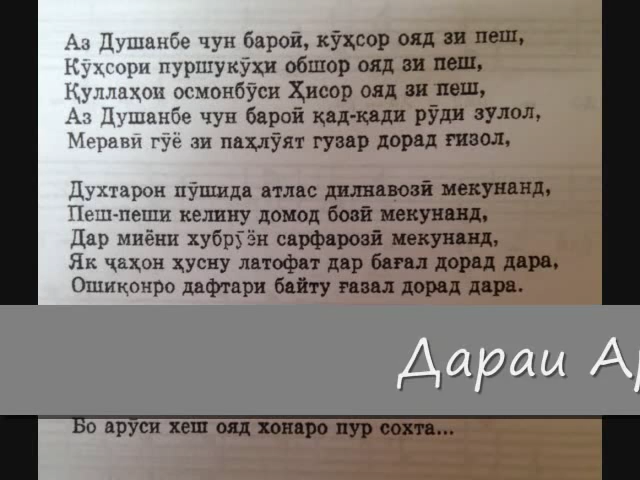 Аз Душанбе чун бароӣ, кӯҳсор ояд зи пеш,
Кӯҳсори пуршукӯҳи обшор ояд зи пеш,
Қуллаҳои осмонбӯси Ҳисор ояд зи пеш,
Аз Душанбе чун бароӣ қад-қади рӯди зулол,
Меравӣ гӯё зи паҳлӯят гузар дорад ғизол,
Духтарон пӯшида атлас дилнавозӣ мекунанд,
Пеш-пеши келину домод бозӣ мекунанд,
Дар миёни хубрӯён сарфарозӣ мекунанд,
Як ҷаҳон ҳусну латофат дар бағал дорад дара,
Ошиқонро дафтари байту ғазал дорад дара.
Дараи
Бо арӯси хеш ояд хонаро пур сохта...